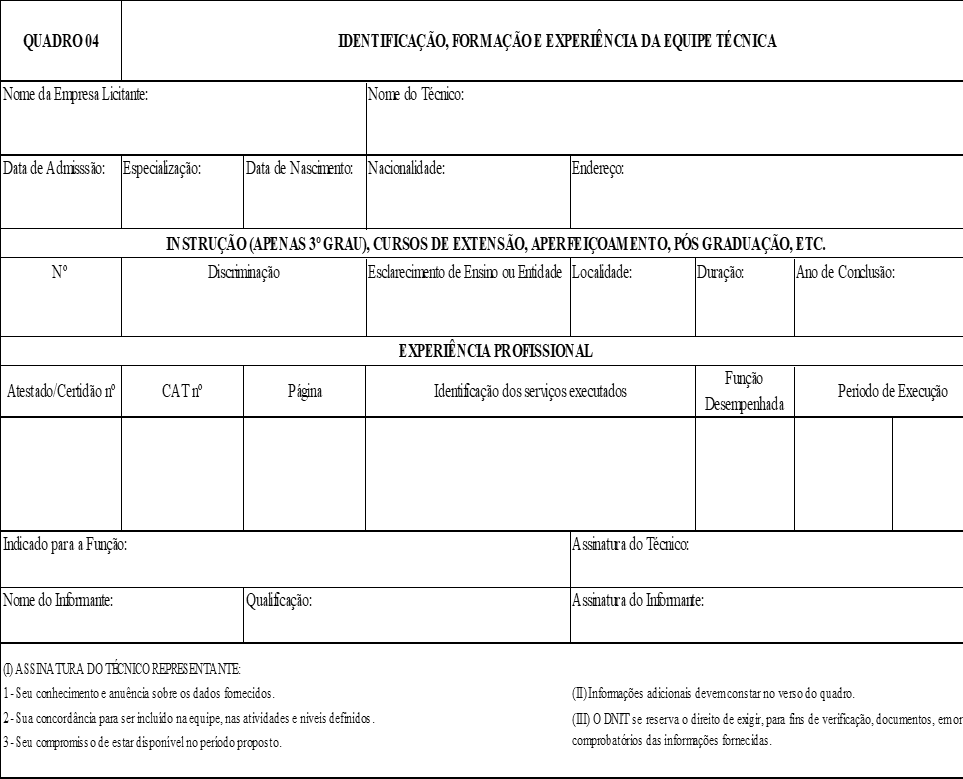 QUADRO 04
IDENTIFICAÇÃO, FORMAÇÃO E EXPERIÊNCIA DA EQUIPE TÉCNICA
Nome da Empresa Licitante:
Nome do Técnico:
Data de Admisssão:
Especialização:
Data de Nascimento:
Nacionalidade:
Endereço:
INSTRUÇÃO (APENAS 3º GRAU), CURSOS DE EXTENSÃO, APERFEIÇOAMENTO, PÓS GRADUAÇÃO, ETC.
Nº
Discriminação
Esclarecimento de Ensino ou Entidade
Localidade:
Duração:
Ano de Conclusão:
EXPERIÊNCIA PROFISSIONAL
Atestado/Certidão nº
CAT nº
Página
Identificação dos serviços executados
Função
Desempenhada
Periodo de Execução
Indicado para a Função:
Assinatura do Técnico:
Nome do Informante:
Qualificação:
Assinatura do Informante:
(I) ASSINATURA DO TÉCNICO REPRESENTANTE:
1 - Seu conhecimento e anuência sobre os dados fornecidos.
2 - Sua concordância para ser incluído na equipe, nas atividades e níveis definidos.
3 - Seu compromisso de estar disponível no período proposto.
(II) Informações adicionais devem constar no verso do quadro.
(III) O DNIT se reserva o direito de exigir, para fins de verificação, documentos, em
comprobatórios das informações fornecidas.